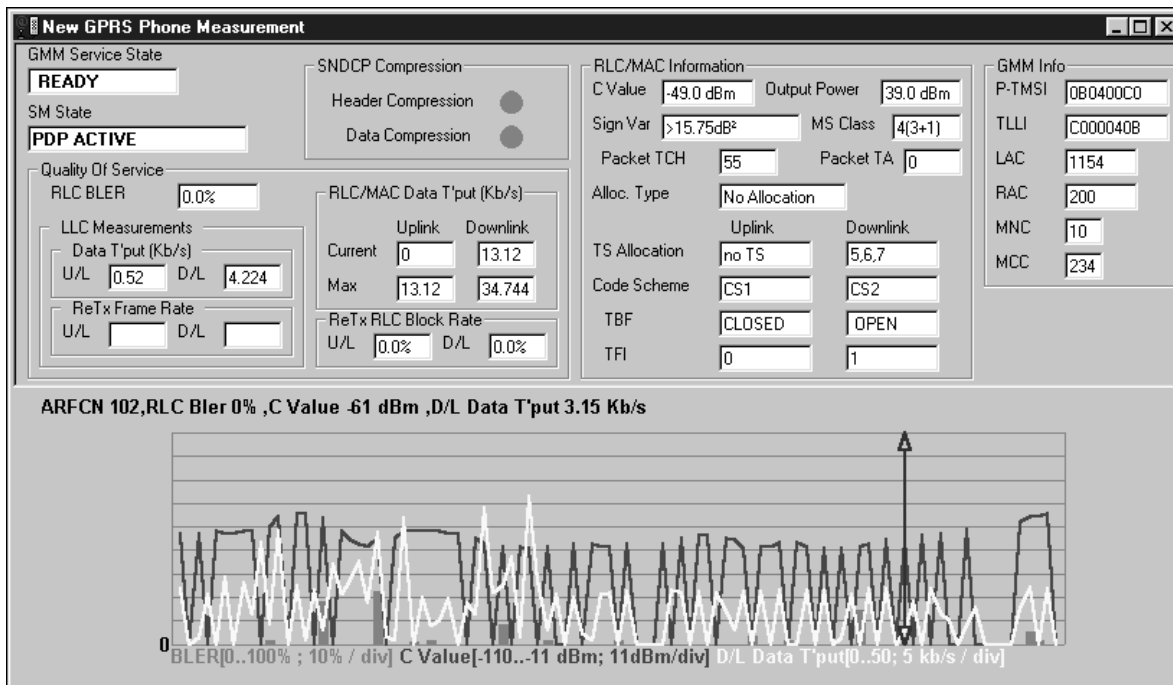 New GPRS Phone Measurement
GMM Service State
READY
SM State
PDP ACTIVE
SNDCP Compression
Header Compression
Data Compression
Quality Of Service
RLC BLER 0.0%
LLC Measurements
Data T'put (Kb/s)
U/L 0.52 D/L 4.224
ReTx Frame Rate
U/L D/L
RLC/MAC Data T'put (Kb/s)
Uplink Downlink
Current 0 13.12
Max 13.12 34.744
ReTx RLC Block Rate
U/L 0.0% D/L 0.0%
RLC/MAC Information
C Value -49.0 dBm Output Power 39.0 dBm
Sign Var >15.75dB² MS Class 4(3+1)
Packet TCH 55 Packet TA 0
Alloc. Type No Allocation
Uplink Downlink
TS Allocation no TS 5,6,7
Code Scheme CS1 CS2
TBF CLOSED OPEN
TFI 0 1
GMM Info
P-TMSI 0B0400C0
TLLI C000040B
LAC 1154
RAC 200
MNC 10
MCC 234
ARFCN 102,RLC Bler 0% ,C Value -61 dBm ,D/L Data T'put 3.15 Kb/s
0
BLER[0..100% ; 10% / div] C Value[-110..-11 dBm; 11dBm/div] D/L Data T'put[0..50; 5 kb/s / div]